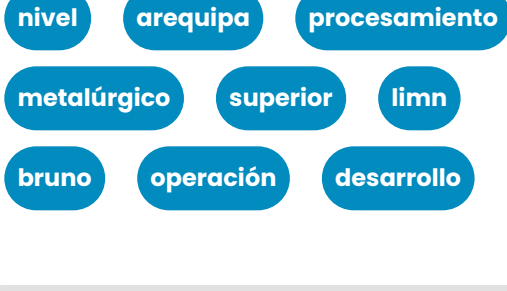 nivel arequipa procesamiento
metalúrgico superior limn
bruno operación desarrollo